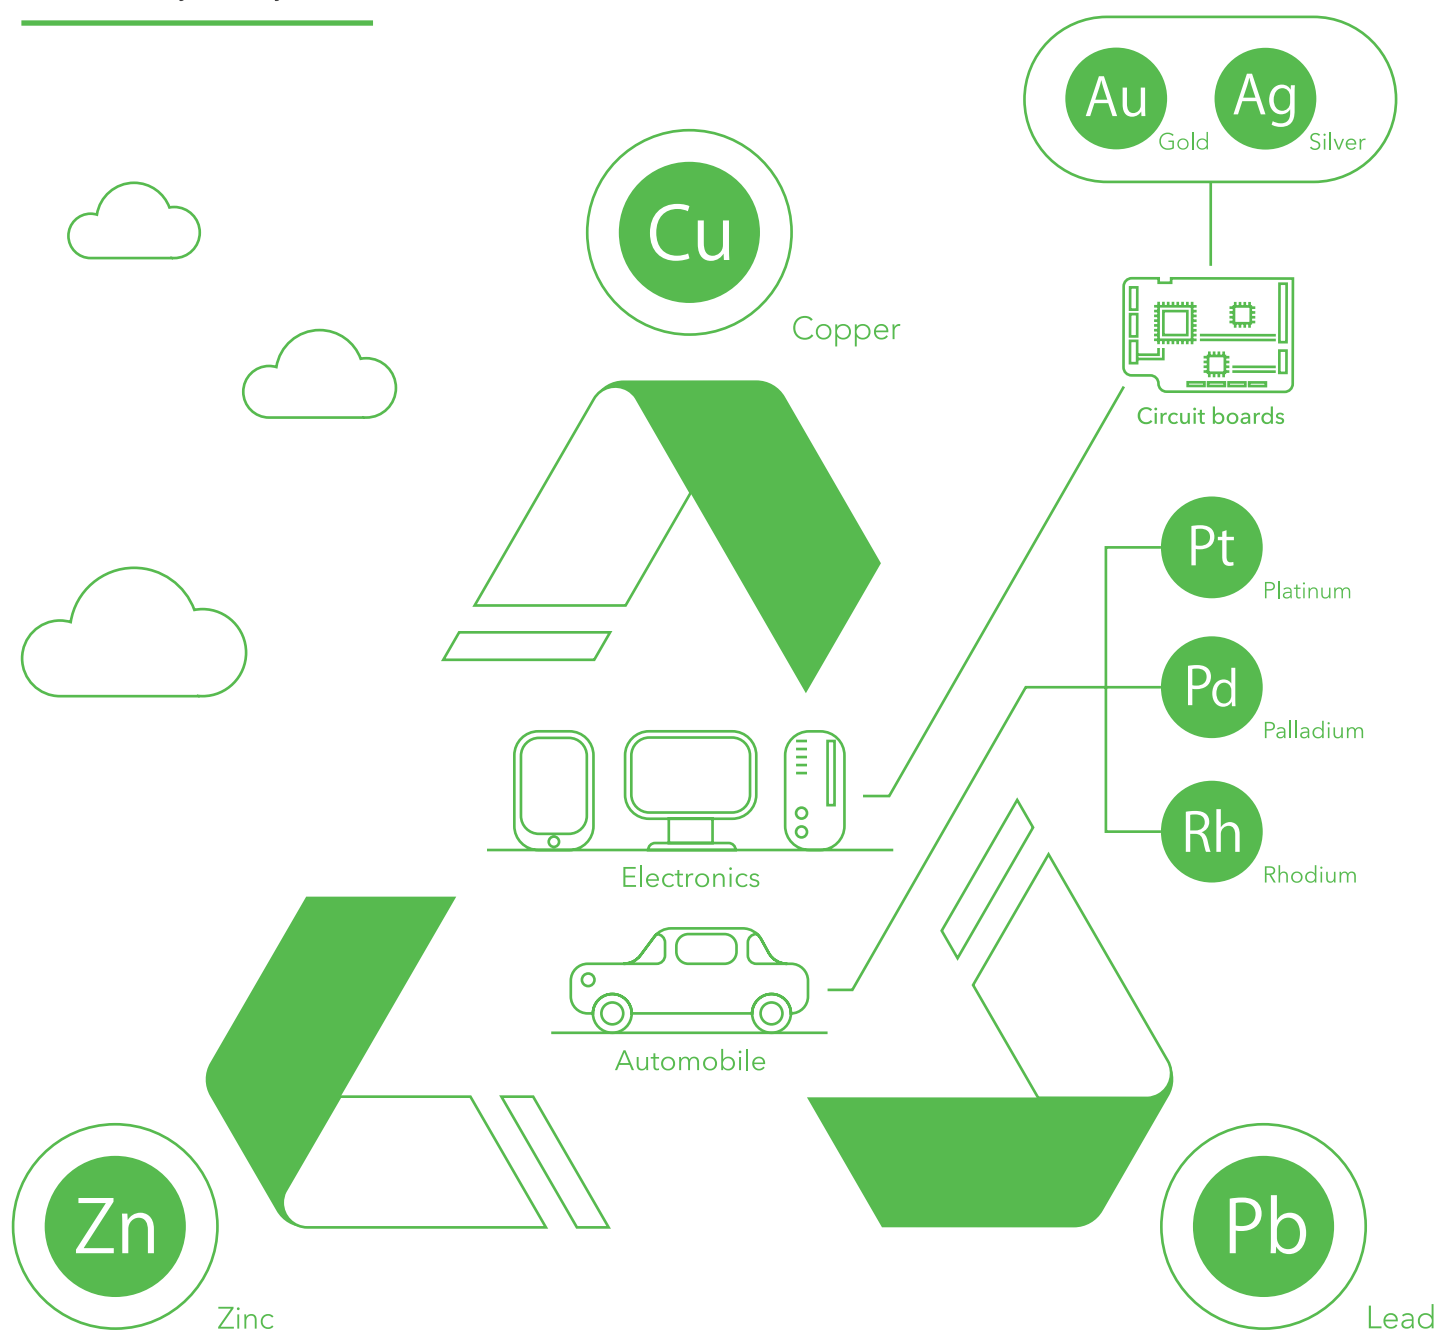 Au
Gold
Ag
Silver
Cu
Copper
Circuit boards
Pt
Platinum
Pd
Palladium
Rh
Rhodium
Electronics
Automobile
Zn
Zinc
Pb
Lead